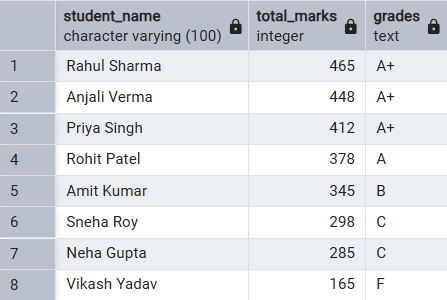 student_name total_marks grades
character varying (100) integer text
1 Rahul Sharma 465 A+
2 Anjali Verma 448 A+
3 Priya Singh 412 A+
4 Rohit Patel 378 A
5 Amit Kumar 345 B
6 Sneha Roy 298 C
7 Neha Gupta 285 C
8 Vikash Yadav 165 F